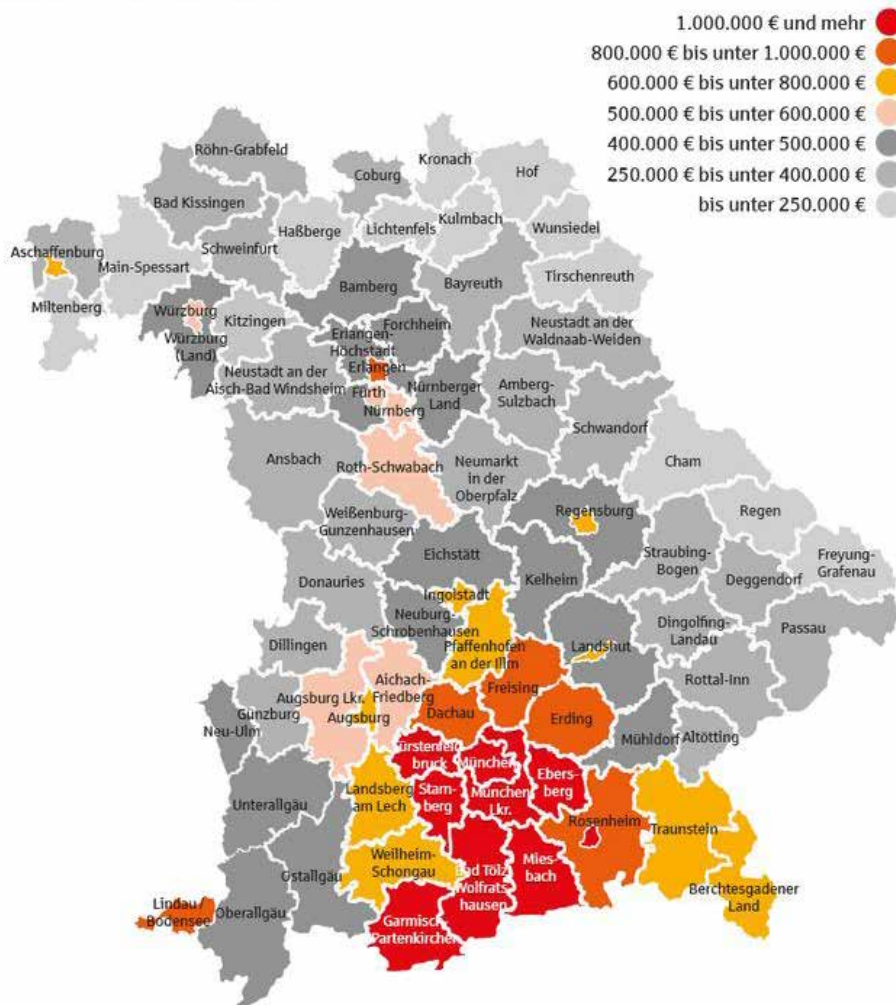 1.000.000 € und mehr
800.000 € bis unter 1.000.000 €
600.000 € bis unter 800.000 €
500.000 € bis unter 600.000 €
400.000 € bis unter 500.000 €
250.000 € bis unter 400.000 €
bis unter 250.000 €
Röhn-Grabfeld
Kronach
Hof
Coburg
Bad Kissingen
Lichtenfels
Kulmbach
Wunsiedel
Haßberge
Schweinfurt
Aschaffenburg
Main-Spessart
Bamberg
Bayreuth
Tirschenreuth
Miltenberg
Würzburg
Kitzingen
Würzburg
(Land)
Forchheim
Erlangen-
Höchstadt
Erlangen
Neustadt an der
Waldnaab-Weiden
Neustadt an der
Aisch-Bad Windsheim
Fürth
Nürnberg
Nürnberger
Land
Amberg-
Sulzbach
Schwandorf
Ansbach
Roth-Schwabach
Neumarkt
in der
Oberpfalz
Cham
Weißenburg-
Gunzenhausen
Regensburg
Regen
Eichstätt
Kelheim
Straubing-
Bogen
Deggendorf
Freyung-
Grafenau
Donauries
Ingolstadt
Neuburg-
Schrobenhausen
Pfaffenhofen
an der Ilm
Landshut
Dingolfing-
Landau
Passau
Dillingen
Aichach-
Friedberg
Freising
Rottal-Inn
Augsburg Lkr.
Augsburg
Günzburg
Dachau
Erding
Neu-Ulm
Mühldorf
Altötting
Fürstenfeld
bruck
München
Ebers-
berg
Landsberg
am Lech
Starn-
berg
München
Lkr.
Unterallgäu
Rosenheim
Traunstein
Weilheim-
Schongau
Bad Tölz
Wolfrats
hausen
Mies-
bach
Ostallgäu
Berchtesgadener
Land
Lindau/
Bodensee
Oberallgäu
Garmisch
Partenkirchen